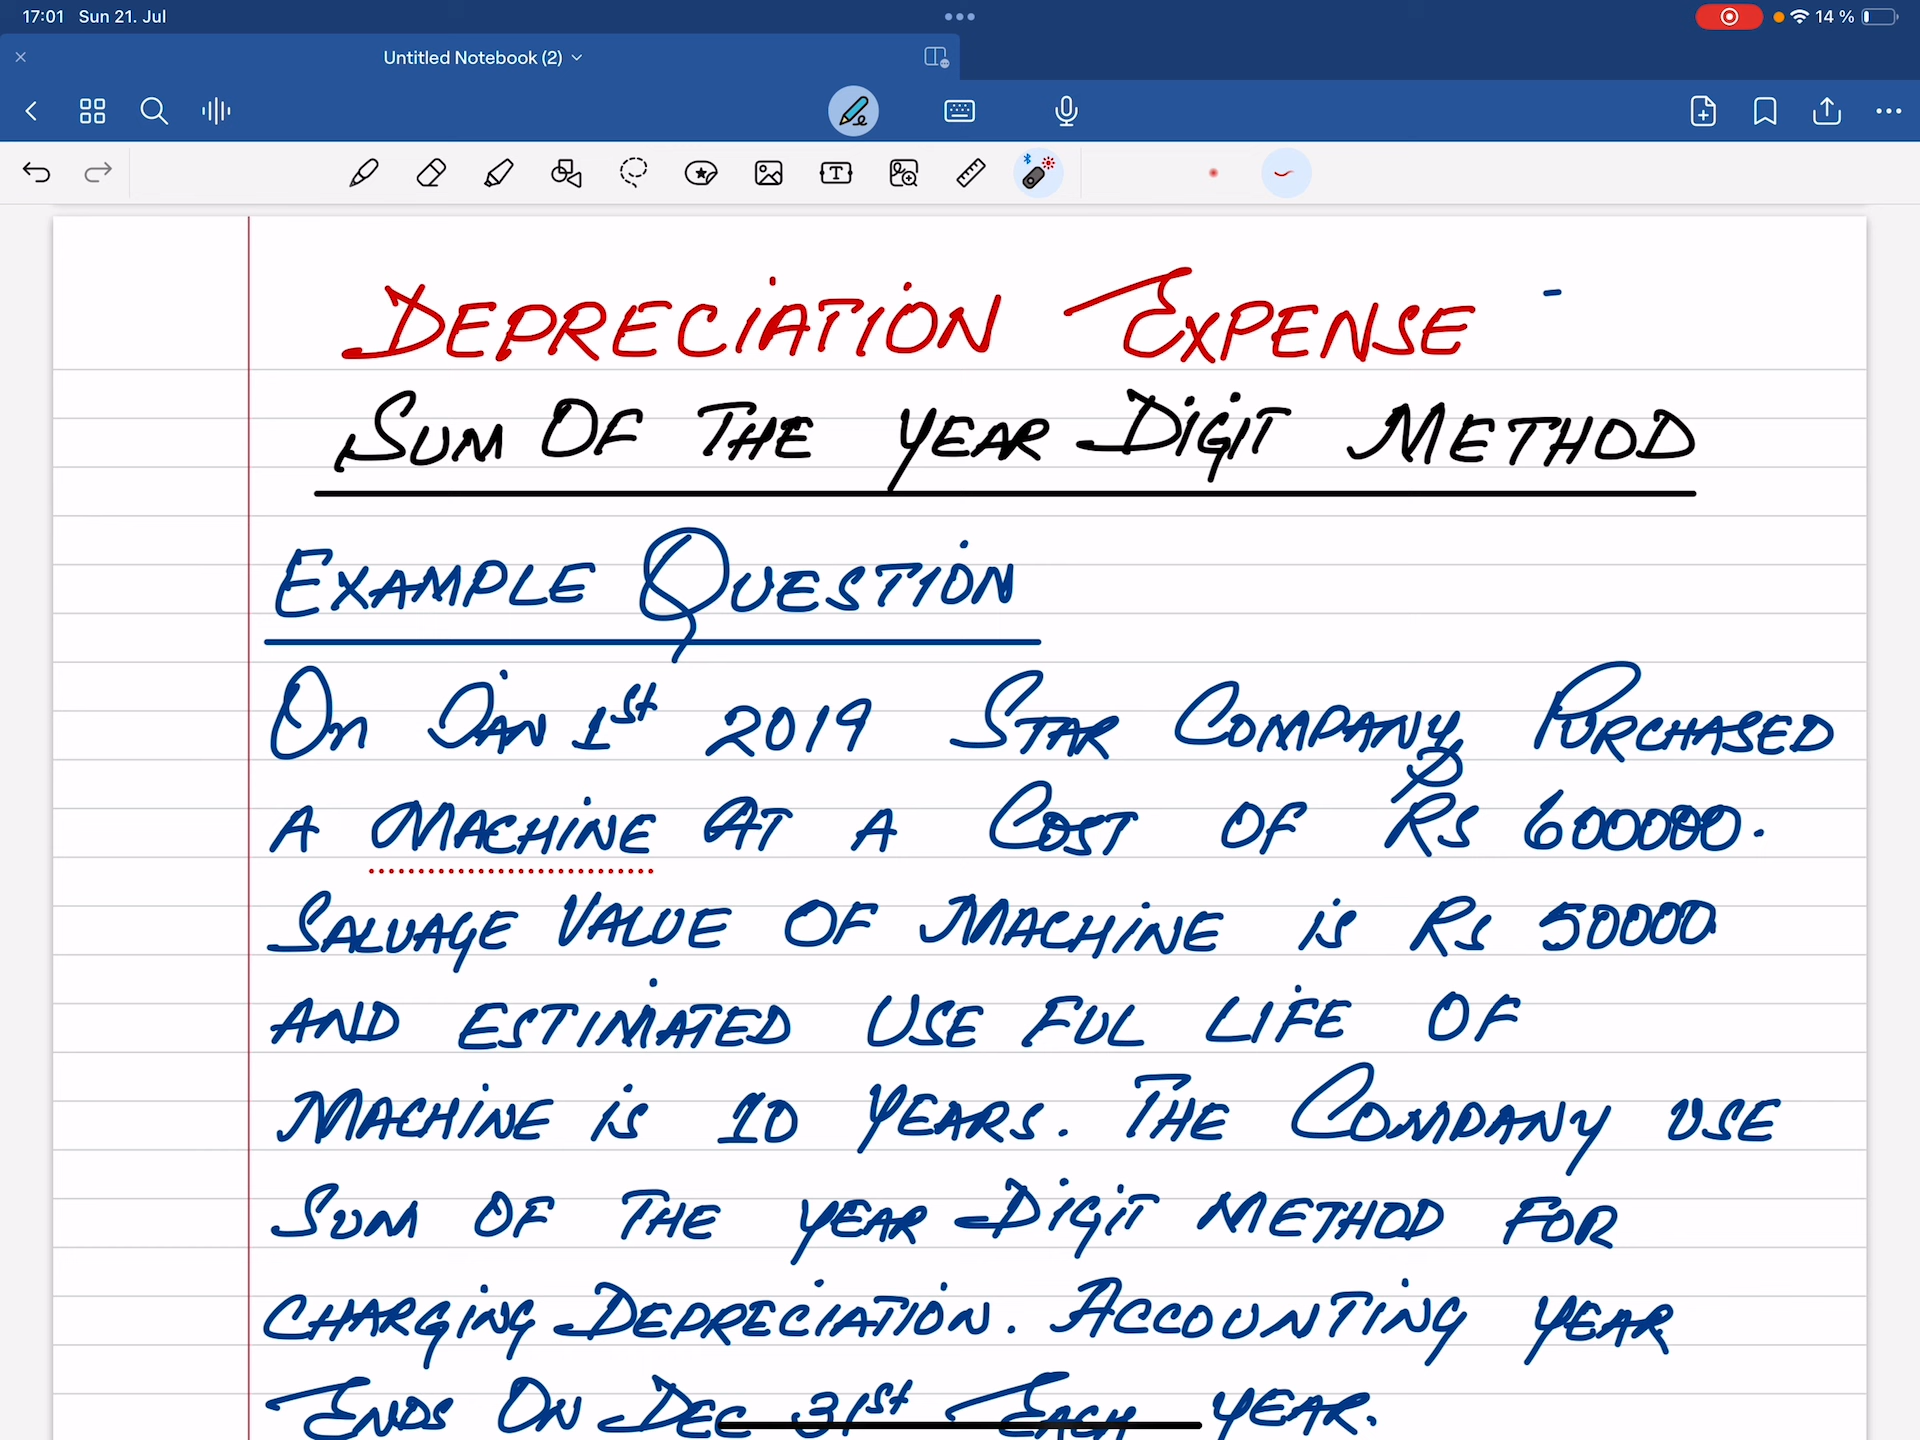 17:01 Sun 21. Jul
14 %
Untitled Notebook (2)
DEPRECIATION EXPENSE -
SUM OF THE YEAR DIGIT METHOD
EXAMPLE QUESTION
ON JAN 1st 2019 STAR COMPANY PURCHASED
A MACHINE AT A COST OF RS 600000.
SALVAGE VALUE OF MACHINE is RS 50000
AND ESTIMATED USE FUL LIFE OF
MACHINE is 10 YEARS. THE COMPANY USE
SUM OF THE YEAR DIGIT METHOD FOR
CHARGING DEPRECIATION. ACCOUNTING YEAR
ENDS ON DEC 31st EACH YEAR.